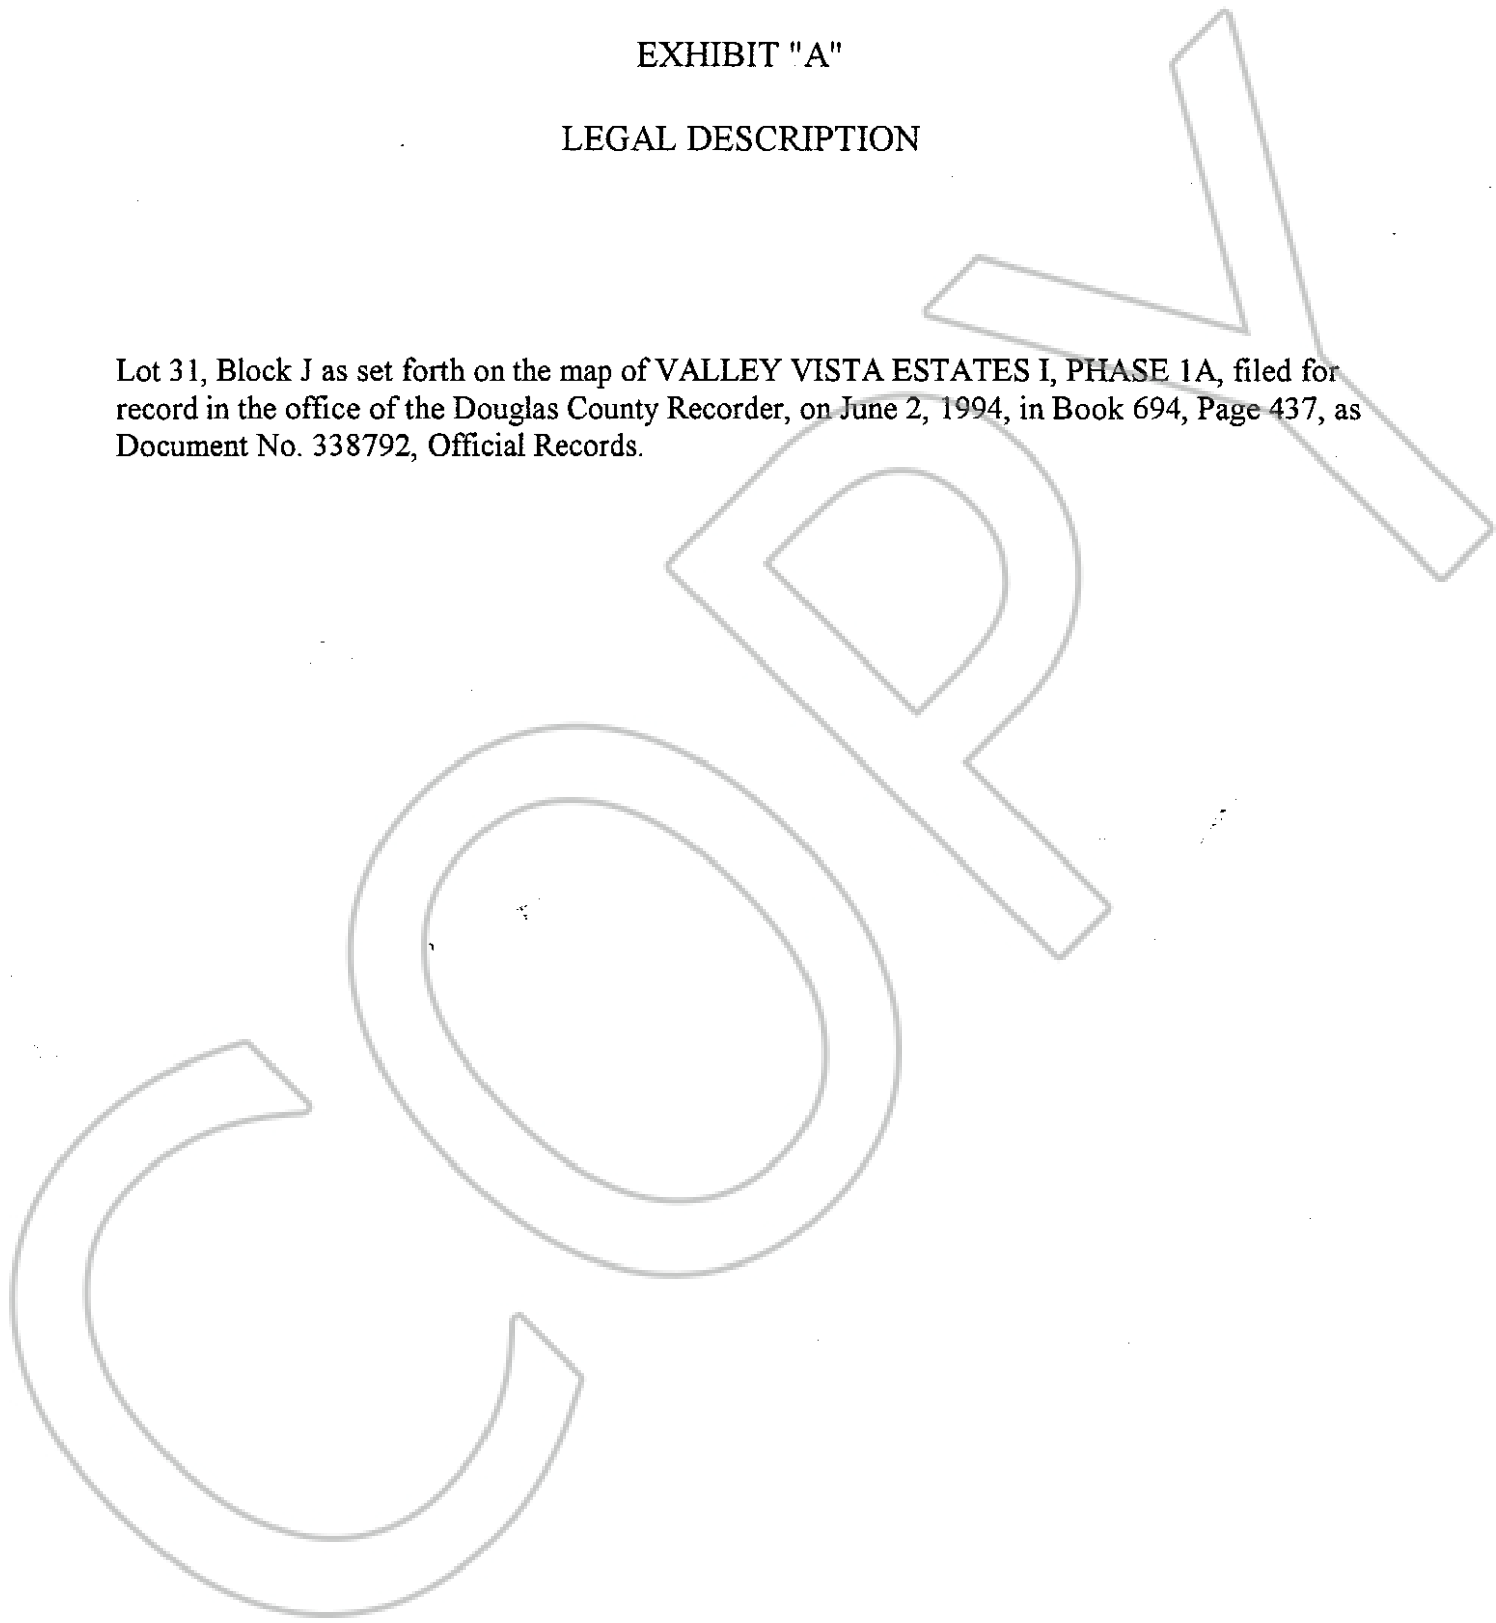 EXHIBIT "A"
LEGAL DESCRIPTION
Lot 31, Block J as set forth on the map of VALLEY VISTA ESTATES I, PHASE 1A, filed for
record in the office of the Douglas County Recorder, on June 2, 1994, in Book 694, Page 437, as
Document No. 338792, Official Records.
COPY